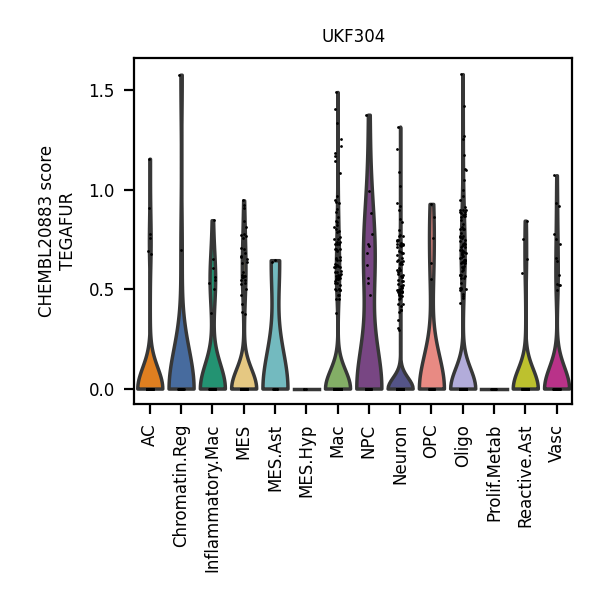 UKF304
CHEMBL20883 score
TEGAFUR
1.5
1.0
0.5
0.0
AC
Chromatin.Reg
Inflammatory.Mac
MES
MES.Ast
MES.Hyp
Mac
NPC
Neuron
OPC
Oligo
Prolif.Metab
Reactive.Ast
Vasc